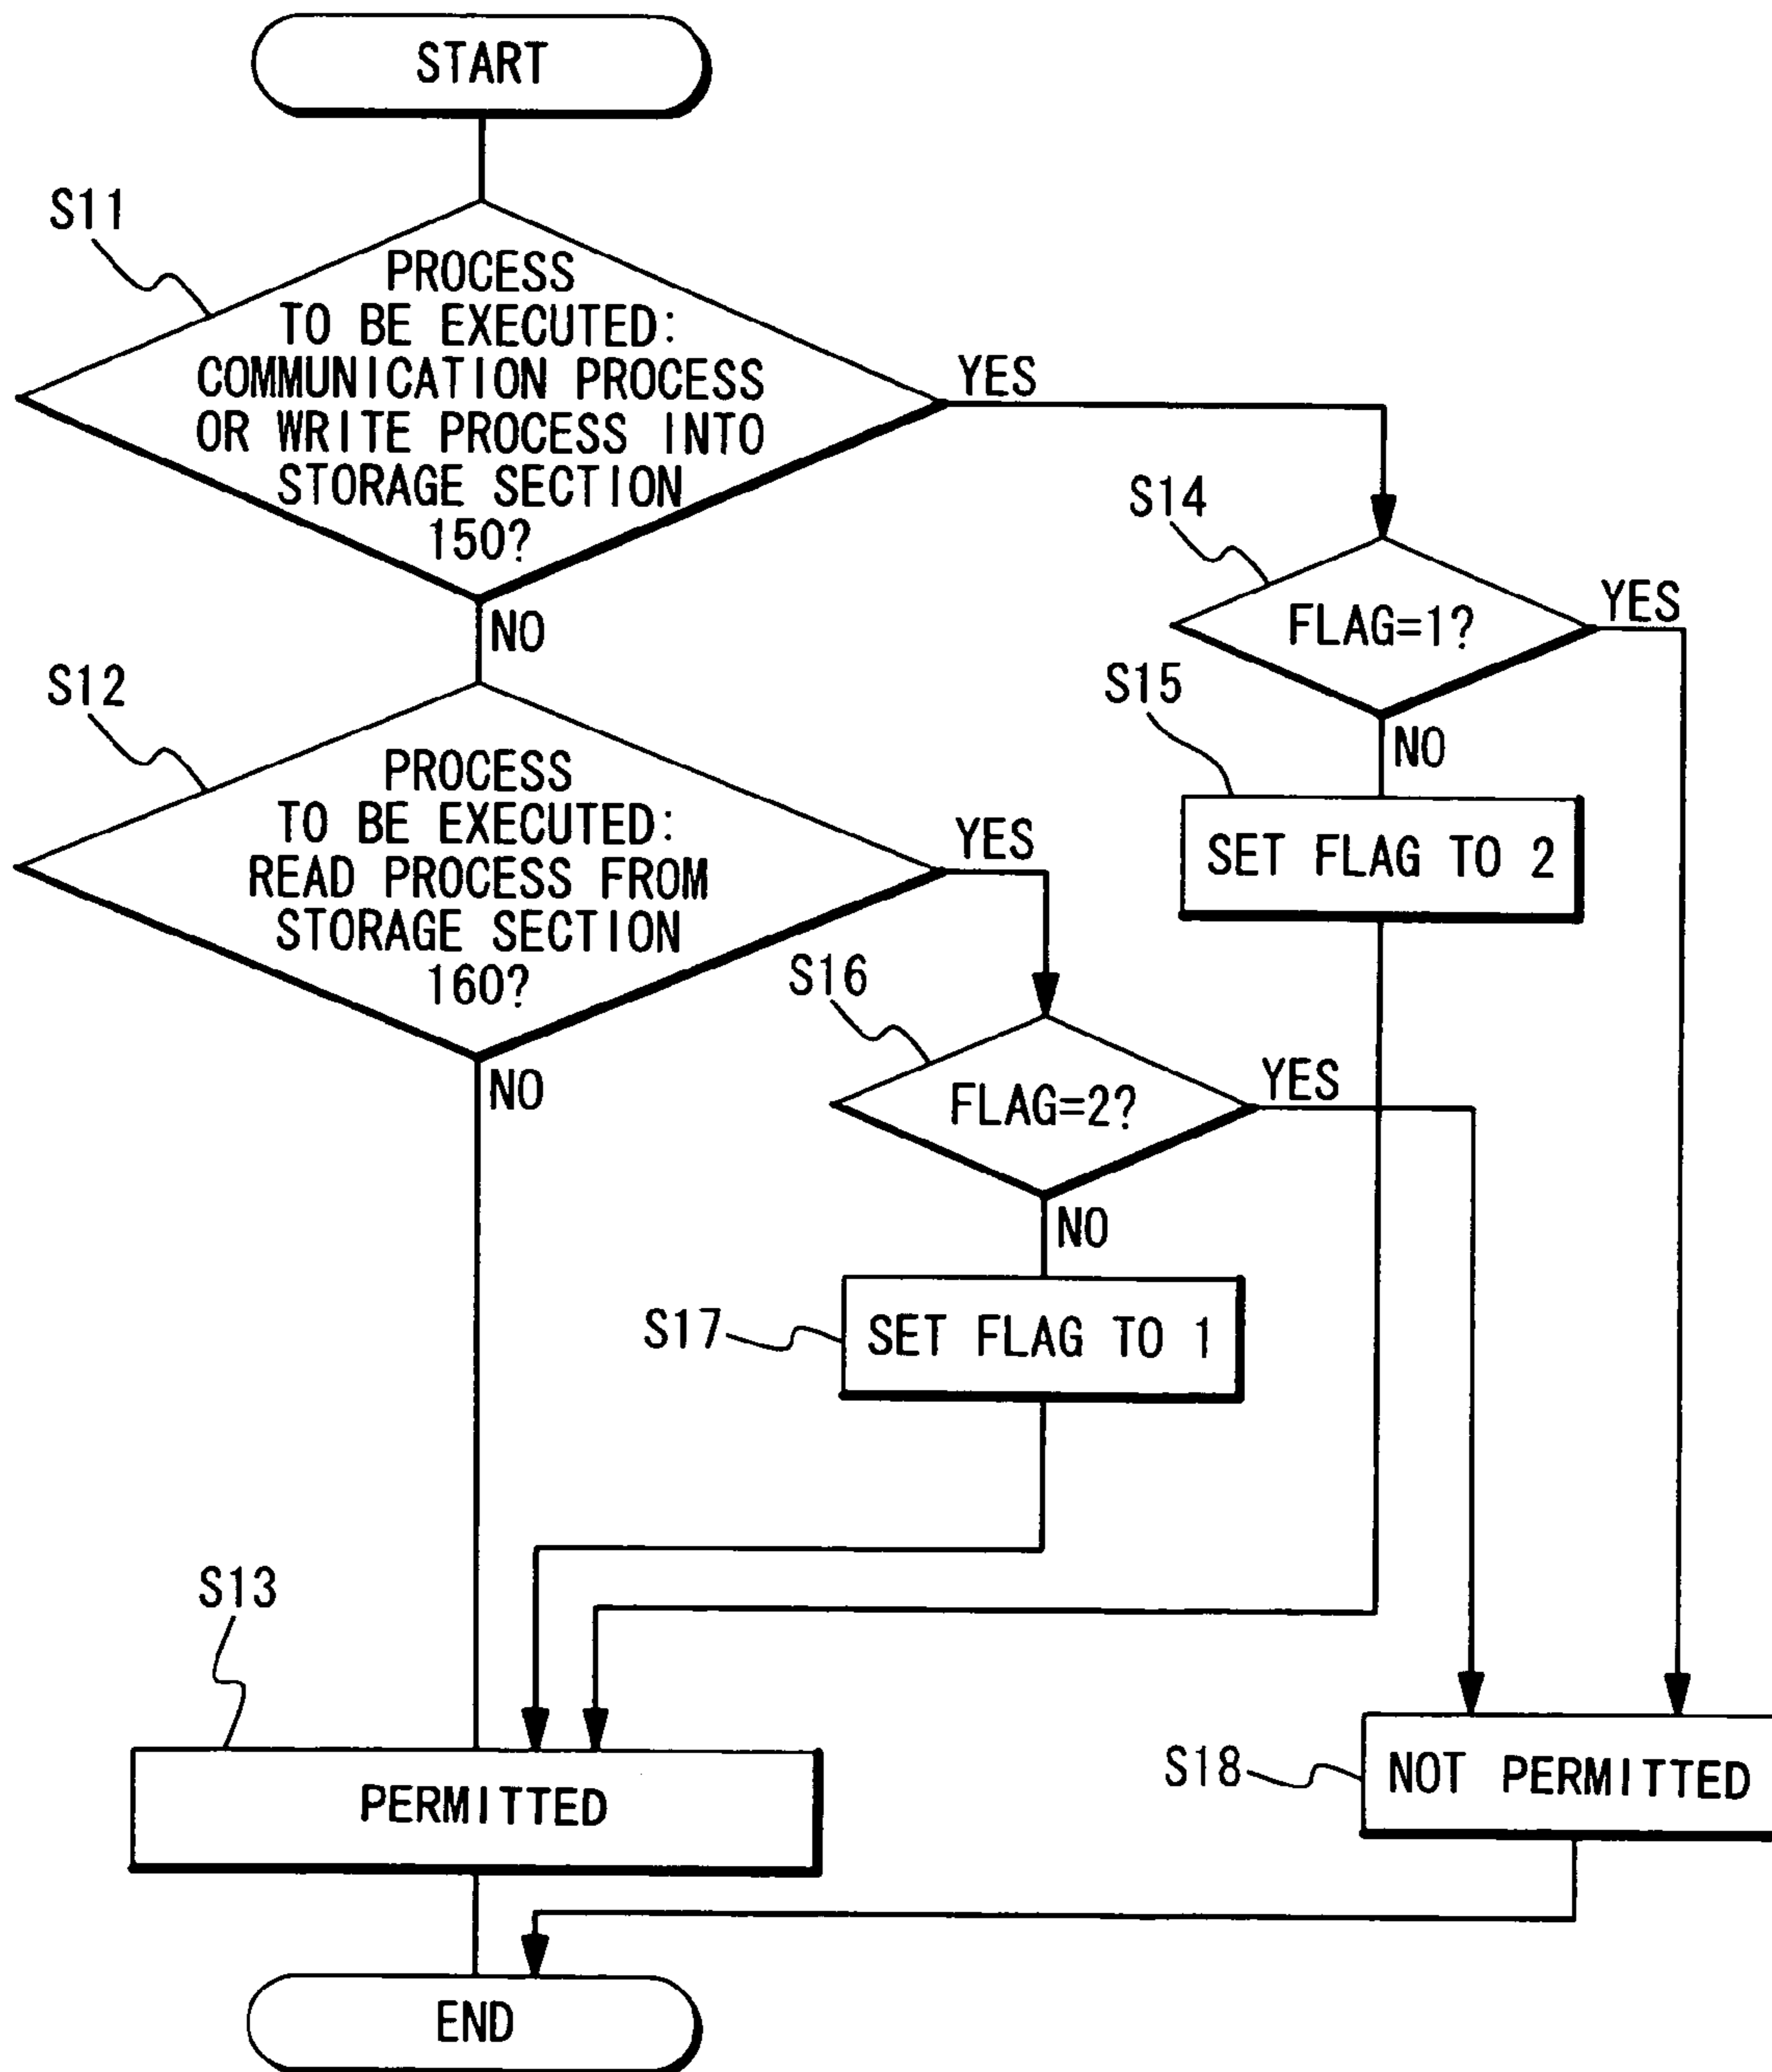 START
S11
PROCESS
TO BE EXECUTED:
COMMUNICATION PROCESS
OR WRITE PROCESS INTO
STORAGE SECTION
150?
YES
NO
S14
FLAG=1?
YES
NO
S15
SET FLAG TO 2
S12
PROCESS
TO BE EXECUTED:
READ PROCESS FROM
STORAGE SECTION
160?
YES
NO
S16
FLAG=2?
YES
NO
S17
SET FLAG TO 1
S13
PERMITTED
S18
NOT PERMITTED
END